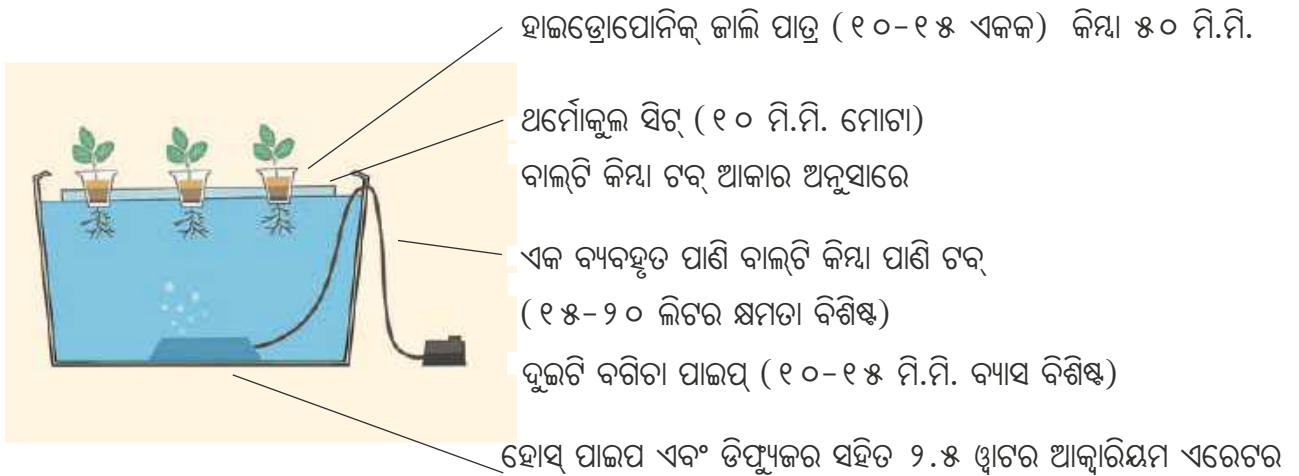 ହାଇଡ୍ରୋପୋନିକ୍ ଜାଲି ପାତ୍ର (୧୦-୧୫ ଏକକ) କିମ୍ବା ୫୦ ମି.ମି.
ଥର୍ମୋକୁଲ ସିଟ୍ (୧୦ ମି.ମି. ମୋଟା)
ବାଲ୍‌ଟି କିମ୍ବା ଟବ୍ ଆକାର ଅନୁସାରେ
ଏକ ବ୍ୟବହୃତ ପାଣି ବାଲ୍‌ଟି କିମ୍ବା ପାଣି ଟବ୍
(୧୫-୨୦ ଲିଟର କ୍ଷମତା ବିଶିଷ୍ଟ)
ଦୁଇଟି ବଗିଚା ପାଇପ୍ (୧୦-୧୫ ମି.ମି. ବ୍ୟାସ ବିଶିଷ୍ଟ)
ହୋସ୍ ପାଇପ ଏବଂ ଡିଫ୍ୟୁଜର ସହିତ ୨.୫ ୱାଟର ଆକ୍ୱାରିୟମ ଏରେଟର